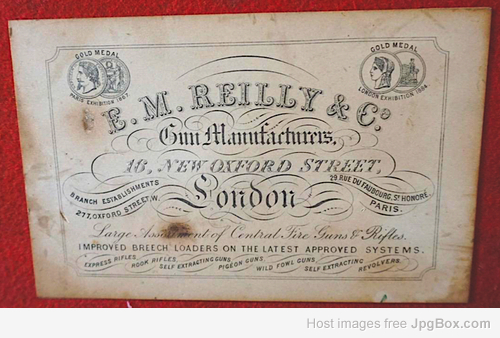 GOLD MEDAL
PARIS EXHIBITION 1867
GOLD MEDAL
LONDON EXHIBITION 1884
E. M. REILLY & Co.
Gun Manufacturers,
16, NEW OXFORD STREET,
BRANCH ESTABLISHMENTS
277, OXFORD STREET, W.
London
29, RUE DU FAUBOURG, St HONORÉ
PARIS.
Large Assortment of Central Fire Guns & Rifles.
IMPROVED BREECH LOADERS ON THE LATEST APPROVED SYSTEMS.
EXPRESS RIFLES, ROOK RIFLES, SELF EXTRACTING GUNS, PIGEON GUNS, WILD FOWL GUNS, SELF EXTRACTING REVOLVERS.
Host images free JpgBox.com